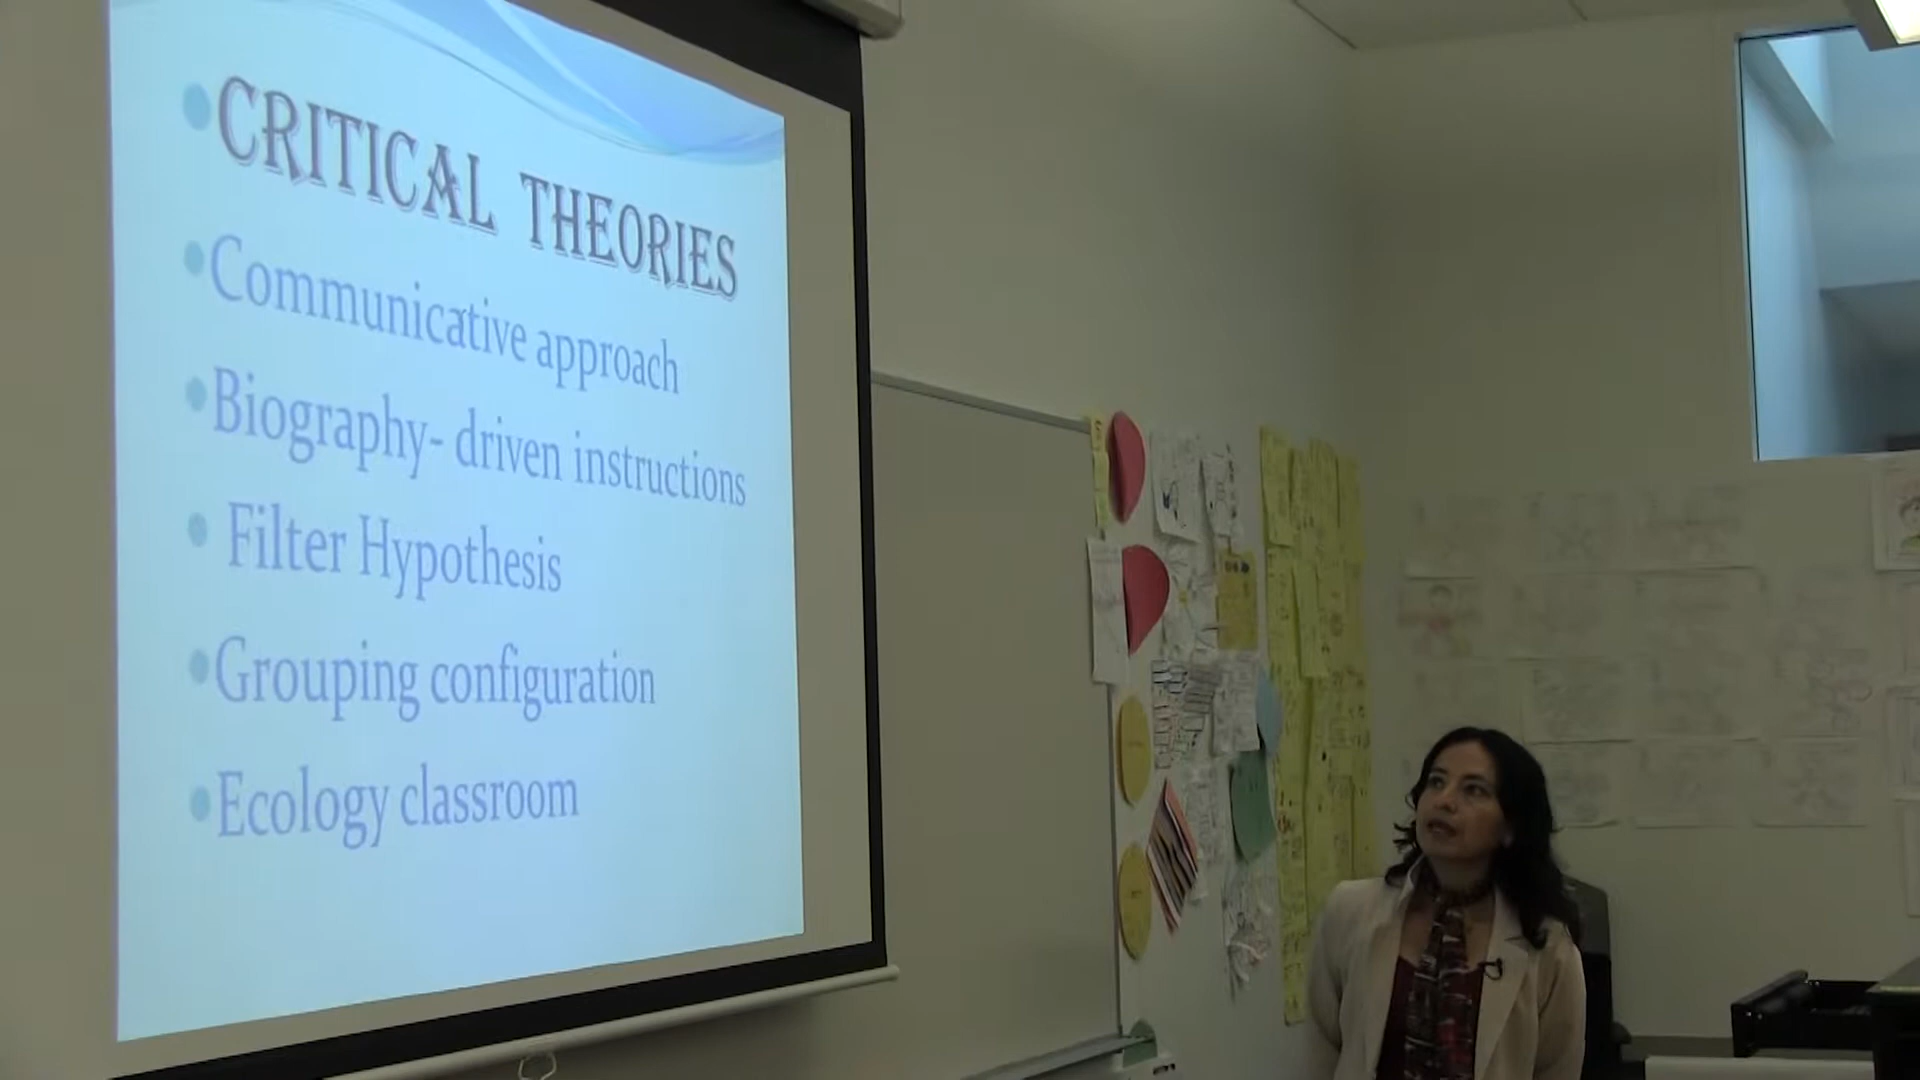 CRITICAL THEORIES
Communicative approach
Biography- driven instructions
Filter Hypothesis
Grouping configuration
Ecology classroom